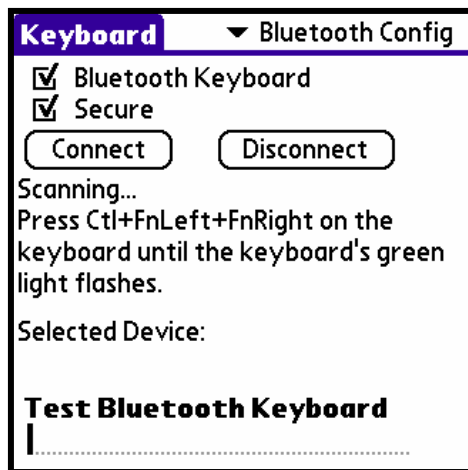 Keyboard Bluetooth Config
Bluetooth Keyboard
Secure
Connect Disconnect
Scanning...
Press Ctl+FnLeft+FnRight on the
keyboard until the keyboard's green
light flashes.
Selected Device:
Test Bluetooth Keyboard